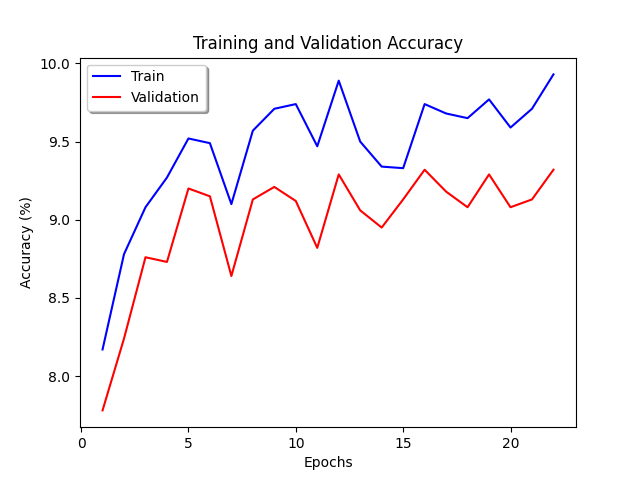 Training and Validation Accuracy
Train
Validation
Accuracy (%)
10.0
9.5
9.0
8.5
8.0
0 5 10 15 20
Epochs